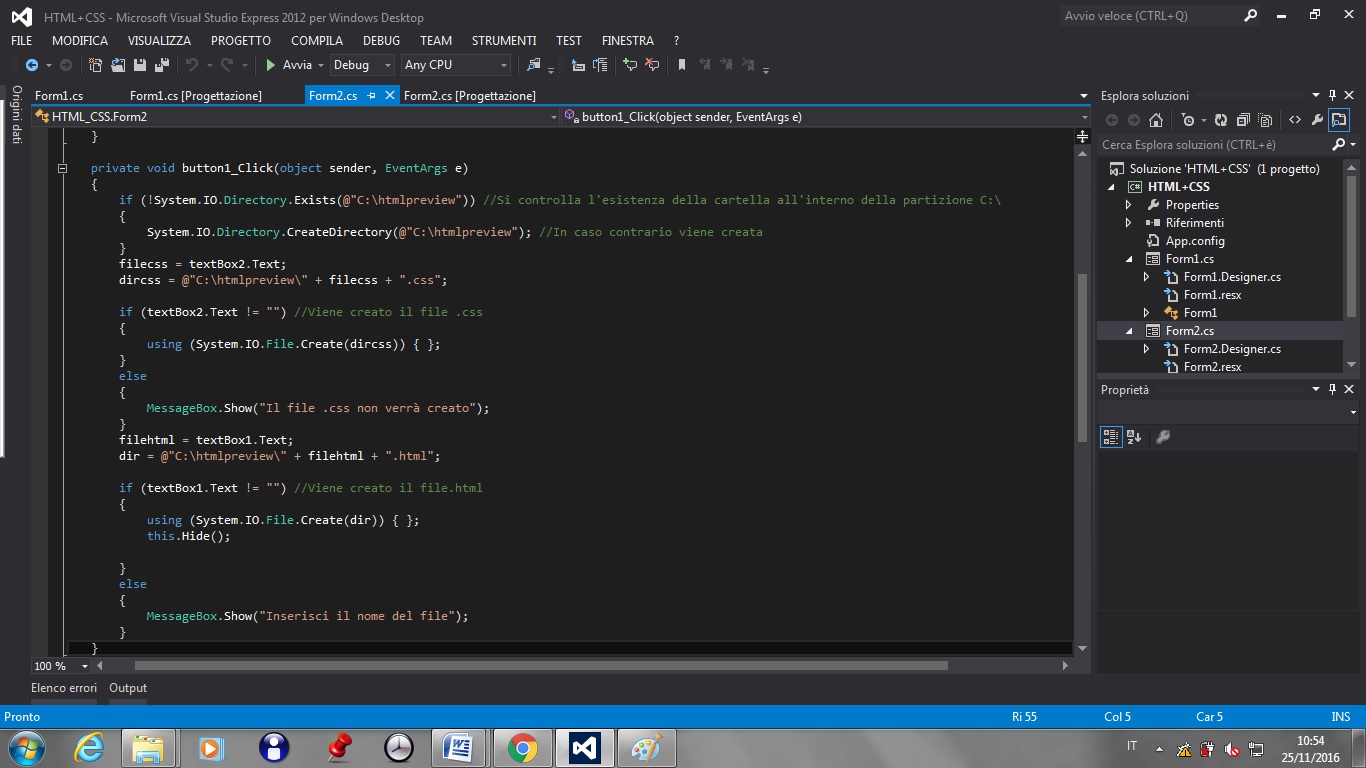 HTML+CSS - Microsoft Visual Studio Express 2012 per Windows Desktop
Avvio veloce (CTRL+Q)
FILE MODIFICA VISUALIZZA PROGETTO COMPILA DEBUG TEAM STRUMENTI TEST FINESTRA ?
Avvia Debug Any CPU
Origini dati
Form1.cs Form1.cs [Progettazione] Form2.cs Form2.cs [Progettazione]
HTML_CSS.Form2 button1_Click(object sender, EventArgs e)
}
private void button1_Click(object sender, EventArgs e)
{
if (!System.IO.Directory.Exists(@"C:\htmlpreview")) //Si controlla l'esistenza della cartella all'interno della partizione C:\
{
System.IO.Directory.CreateDirectory(@"C:\htmlpreview"); //In caso contrario viene creata
}
filecss = textBox2.Text;
dircss = @"C:\htmlpreview\" + filecss + ".css";
if (textBox2.Text != "") //Viene creato il file .css
{
using (System.IO.File.Create(dircss)) { };
}
else
{
MessageBox.Show("Il file .css non verrà creato");
}
filehtml = textBox1.Text;
dir = @"C:\htmlpreview\" + filehtml + ".html";
if (textBox1.Text != "") //Viene creato il file.html
{
using (System.IO.File.Create(dir)) { };
this.Hide();
}
else
{
MessageBox.Show("Inserisci il nome del file");
}
}
100 %
Elenco errori Output
Esplora soluzioni
Cerca Esplora soluzioni (CTRL+è)
Soluzione 'HTML+CSS' (1 progetto)
C# HTML+CSS
Properties
Riferimenti
App.config
Form1.cs
Form1.Designer.cs
Form1.resx
Form1
Form2.cs
Form2.Designer.cs
Form2.resx
Proprietà
Pronto Ri 55 Col 5 Car 5 INS
IT
10:54
25/11/2016